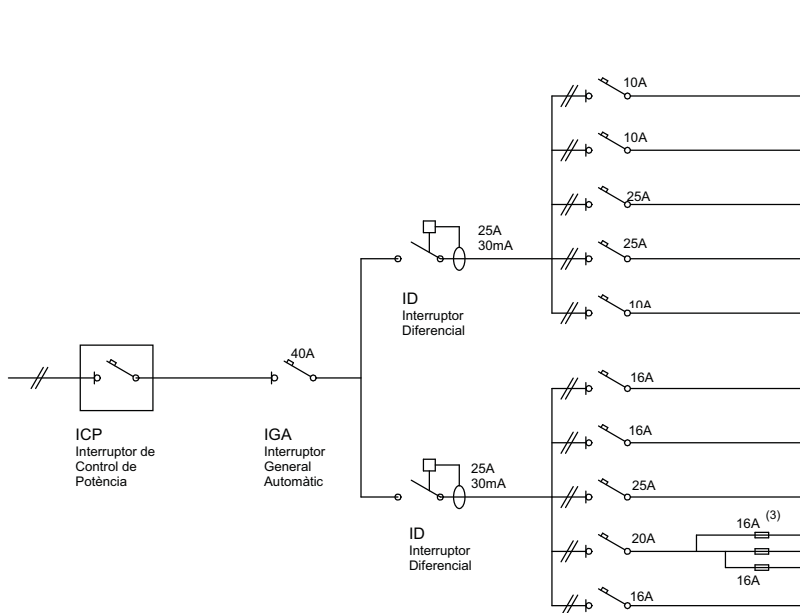 10A
10A
25A
25A
10A
25A
30mA
ID
Interruptor
Diferencial
40A
ICP
Interruptor de
Control de
Potència
IGA
Interruptor
General
Automàtic
25A
30mA
ID
Interruptor
Diferencial
16A
16A
25A
20A
16A (3)
16A
16A